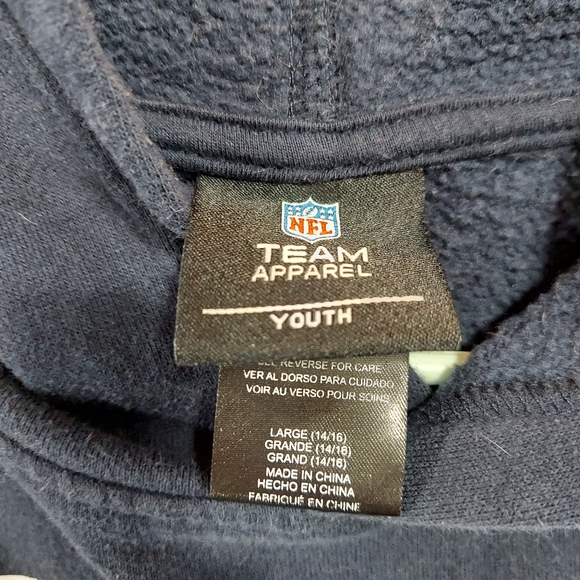 NFL
TEAM
APPAREL
YOUTH
SEE REVERSE FOR CARE
VER AL DORSO PARA CUIDADO
VOIR AU VERSO POUR SOINS
LARGE (14/16)
GRANDE (14/16)
GRAND (14/16)
MADE IN CHINA
HECHO EN CHINA
FABRIQUÉ EN CHINE